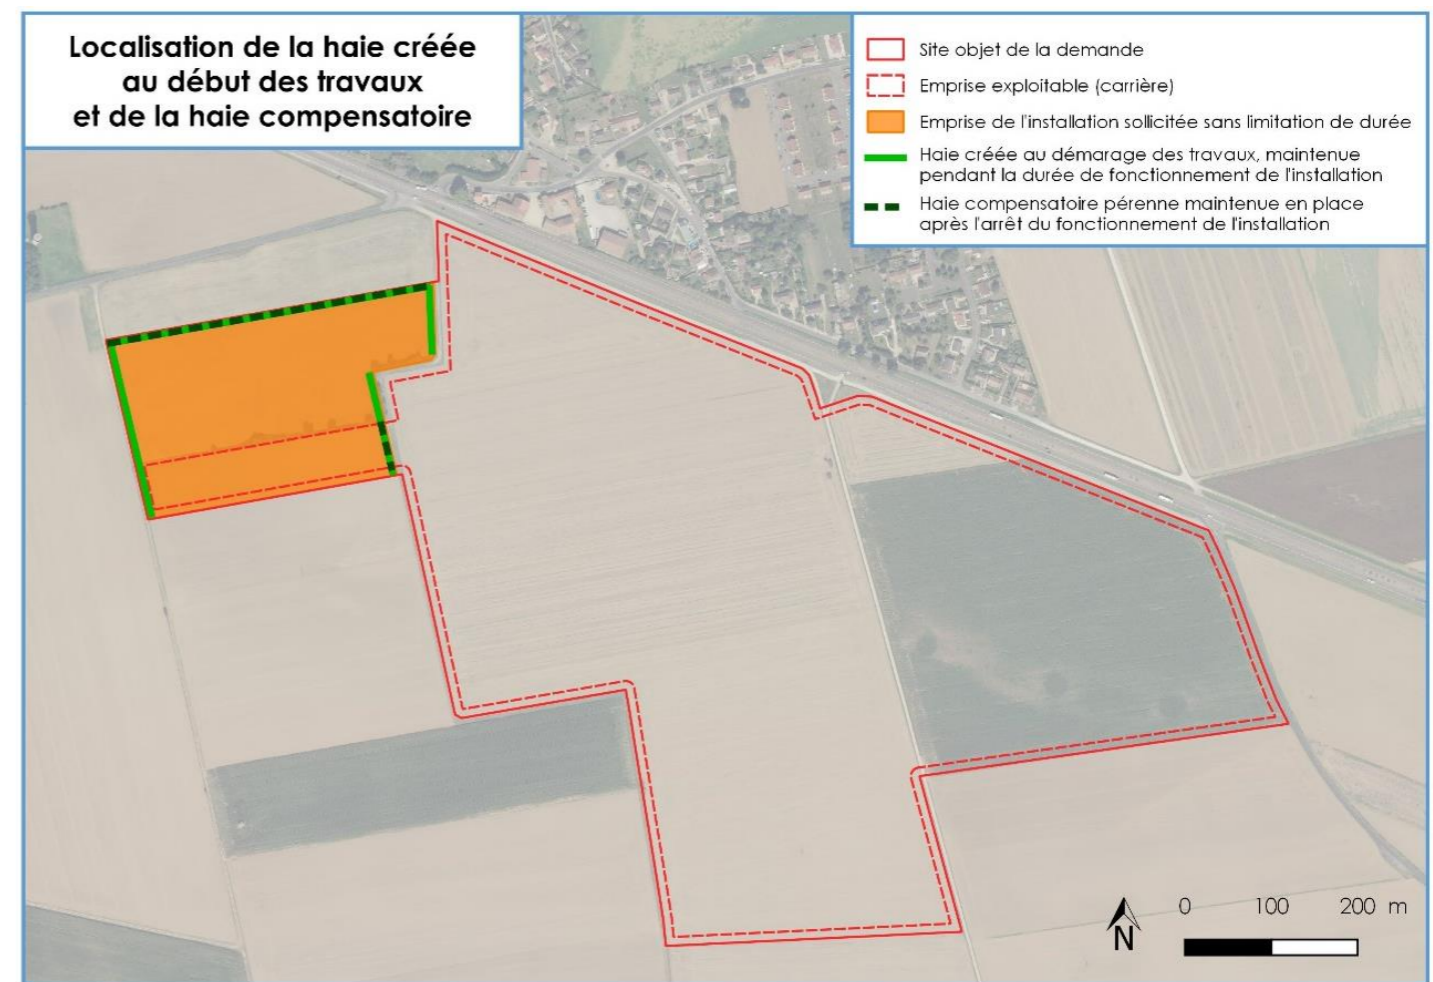 Localisation de la haie créée
au début des travaux
et de la haie compensatoire
Site objet de la demande
Emprise exploitable (carrière)
Emprise de l'installation sollicitée sans limitation de durée
Haie créée au démarage des travaux, maintenue
pendant la durée de fonctionnement de l'installation
Haie compensatoire pérenne maintenue en place
après l'arrêt du fonctionnement de l'installation
N
0 100 200 m